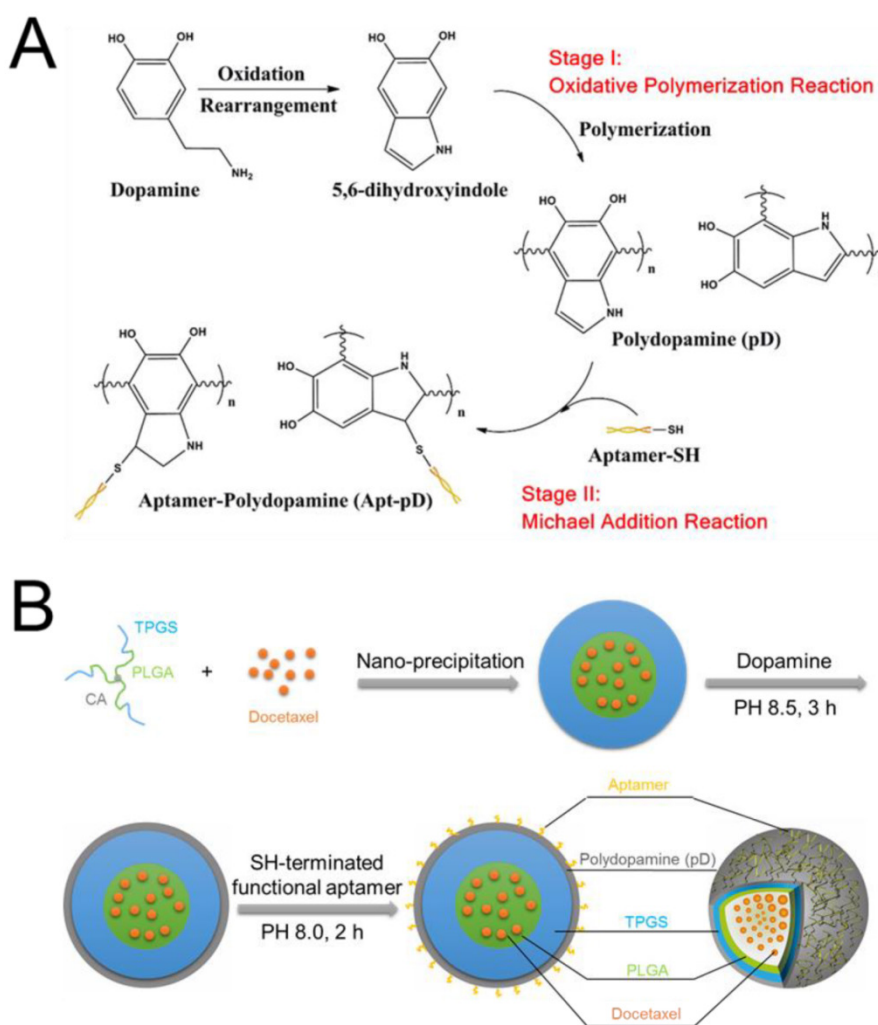 A
HO
OH
Oxidation
Rearrangement
NH2
Dopamine
HO
OH
NH
5,6-dihydroxyindole
Stage I:
Oxidative Polymerization Reaction
Polymerization
HO
OH
n
NH
H
N
HO
HO
n
Polydopamine (pD)
HO
OH
n
NH
S
H
N
HO
HO
n
S
Aptamer-Polydopamine (Apt-pD)
SH
Aptamer-SH
Stage II:
Michael Addition Reaction
B
TPGS
PLGA
CA
+
Docetaxel
Nano-precipitation
Dopamine
PH 8.5, 3 h
SH-terminated
functional aptamer
PH 8.0, 2 h
Aptamer
Polydopamine (pD)
TPGS
PLGA
Docetaxel